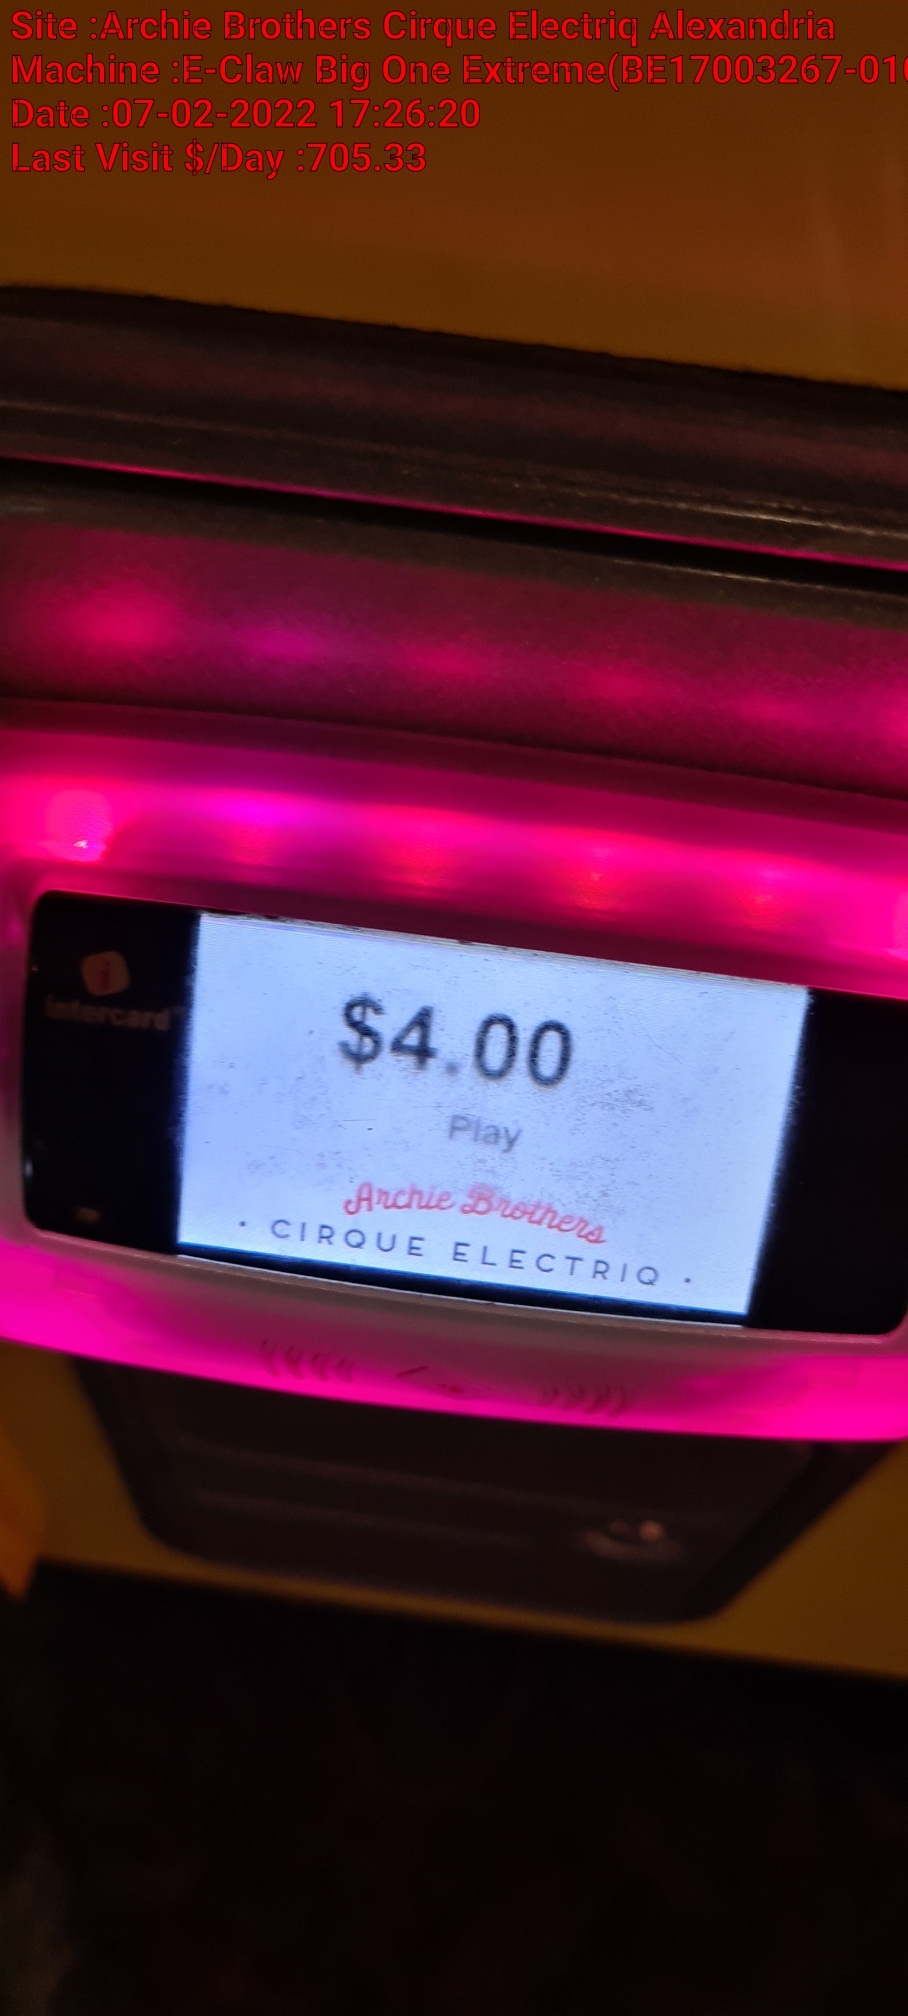 Site :Archie Brothers Cirque Electriq Alexandria
Machine :E-Claw Big One Extreme(BE17003267-010
Date :07-02-2022 17:26:20
Last Visit $/Day :705.33
intercard
$4.00
Play
Archie Brothers
· CIRQUE ELECTRIQ ·